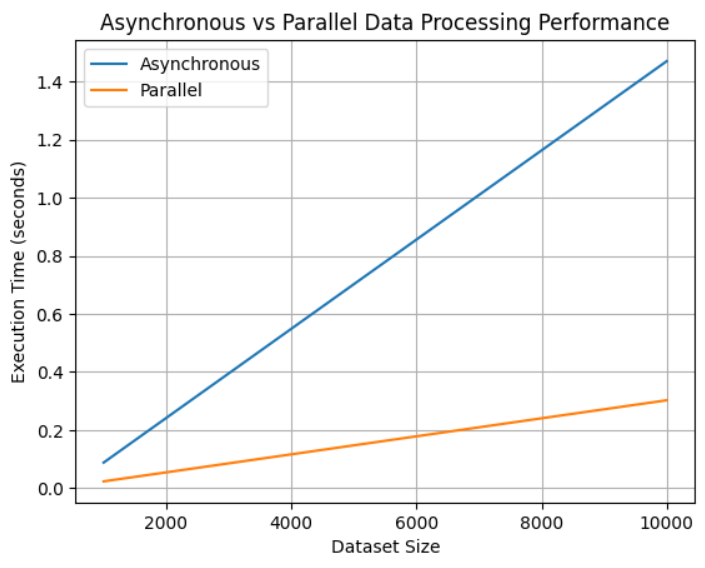 Asynchronous vs Parallel Data Processing Performance
Asynchronous
Parallel
Execution Time (seconds)
1.4
1.2
1.0
0.8
0.6
0.4
0.2
0.0
2000 4000 6000 8000 10000
Dataset Size